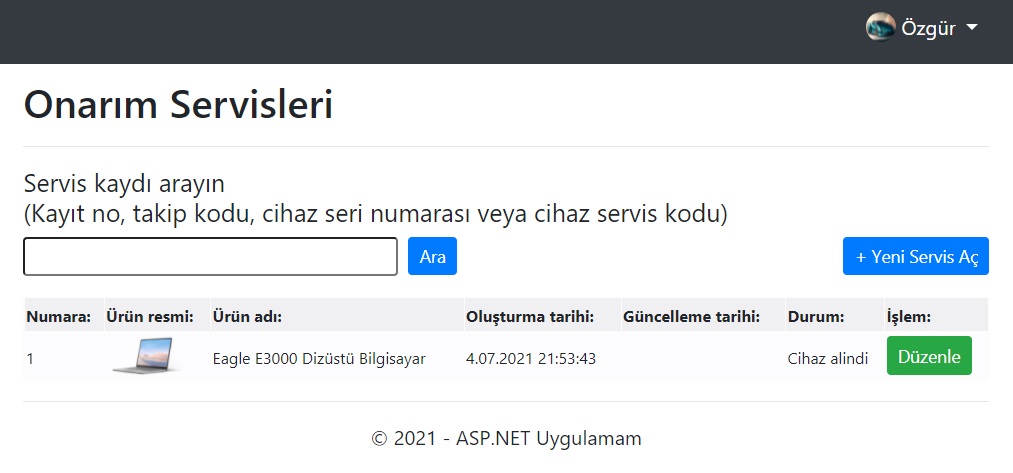 Özgür
Onarım Servisleri
Servis kaydı arayın
(Kayıt no, takip kodu, cihaz seri numarası veya cihaz servis kodu)
Ara
+ Yeni Servis Aç
Numara: Ürün resmi: Ürün adı: Oluşturma tarihi: Güncelleme tarihi: Durum: İşlem:
1 Eagle E3000 Dizüstü Bilgisayar 4.07.2021 21:53:43 Cihaz alindi Düzenle
© 2021 - ASP.NET Uygulamam